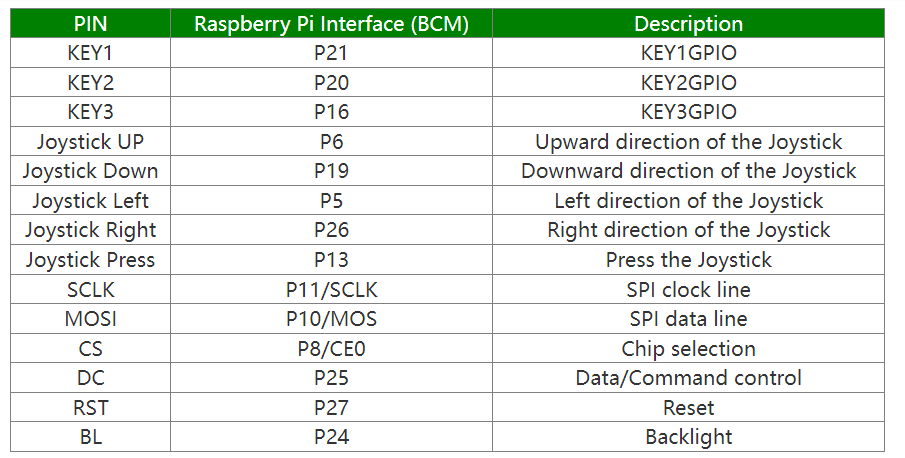 PIN Raspberry Pi Interface (BCM) Description
KEY1 P21 KEY1GPIO
KEY2 P20 KEY2GPIO
KEY3 P16 KEY3GPIO
Joystick UP P6 Upward direction of the Joystick
Joystick Down P19 Downward direction of the Joystick
Joystick Left P5 Left direction of the Joystick
Joystick Right P26 Right direction of the Joystick
Joystick Press P13 Press the Joystick
SCLK P11/SCLK SPI clock line
MOSI P10/MOS SPI data line
CS P8/CE0 Chip selection
DC P25 Data/Command control
RST P27 Reset
BL P24 Backlight